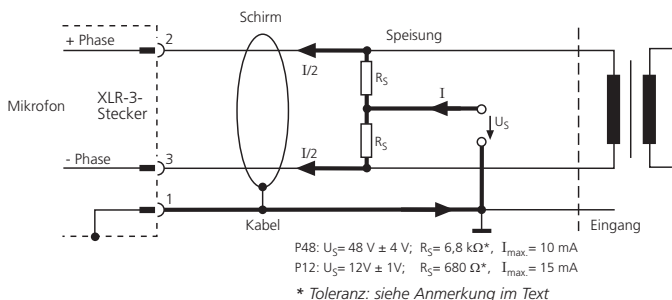 Schirm
+ Phase
2
Speisung
I/2
R_S
XLR-3-
Stecker
Mikrofon
I
U_S
R_S
- Phase
3
I/2
1
Kabel
Eingang
P48: U_S= 48 V ± 4 V; R_S= 6,8 kΩ*, I_max.= 10 mA
P12: U_S= 12V ± 1V; R_S= 680 Ω*, I_max.= 15 mA
* Toleranz: siehe Anmerkung im Text